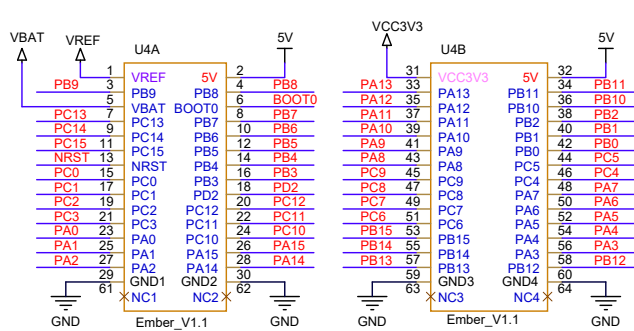 VBAT VREF U4A 5V
1 VREF 5V 2
PB9 3 PB9 PB8 4 PB8
5 VBAT BOOT0 6 BOOT0
PC13 7 PC13 PB7 8 PB7
PC14 9 PC14 PB6 10 PB6
PC15 11 PC15 PB5 12 PB5
NRST 13 NRST PB4 14 PB4
PC0 15 PC0 PB3 16 PB3
PC1 17 PC1 PD2 18 PD2
PC2 19 PC2 PC12 20 PC12
PC3 21 PC3 PC11 22 PC11
PA0 23 PA0 PC10 24 PC10
PA1 25 PA1 PA15 26 PA15
PA2 27 PA2 PA14 28 PA14
29 GND1 GND2 30
61 NC1 NC2 62
GND Ember_V1.1 GND
VCC3V3 U4B 5V
31 VCC3V3 5V 32
PA13 33 PA13 PB11 34 PB11
PA12 35 PA12 PB10 36 PB10
PA11 37 PA11 PB2 38 PB2
PA10 39 PA10 PB1 40 PB1
PA9 41 PA9 PB0 42 PB0
PA8 43 PA8 PC5 44 PC5
PC9 45 PC9 PC4 46 PC4
PC8 47 PC8 PA7 48 PA7
PC7 49 PC7 PA6 50 PA6
PC6 51 PC6 PA5 52 PA5
PB15 53 PB15 PA4 54 PA4
PB14 55 PB14 PA3 56 PA3
PB13 57 PB13 PB12 58 PB12
59 GND3 GND4 60
63 NC3 NC4 64
GND Ember_V1.1 GND